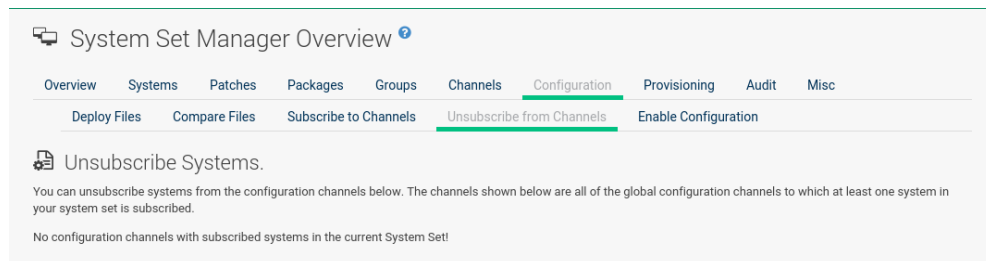 System Set Manager Overview ?
Overview Systems Patches Packages Groups Channels Configuration Provisioning Audit Misc
Deploy Files Compare Files Subscribe to Channels Unsubscribe from Channels Enable Configuration
Unsubscribe Systems.
You can unsubscribe systems from the configuration channels below. The channels shown below are all of the global configuration channels to which at least one system in
your system set is subscribed.
No configuration channels with subscribed systems in the current System Set!